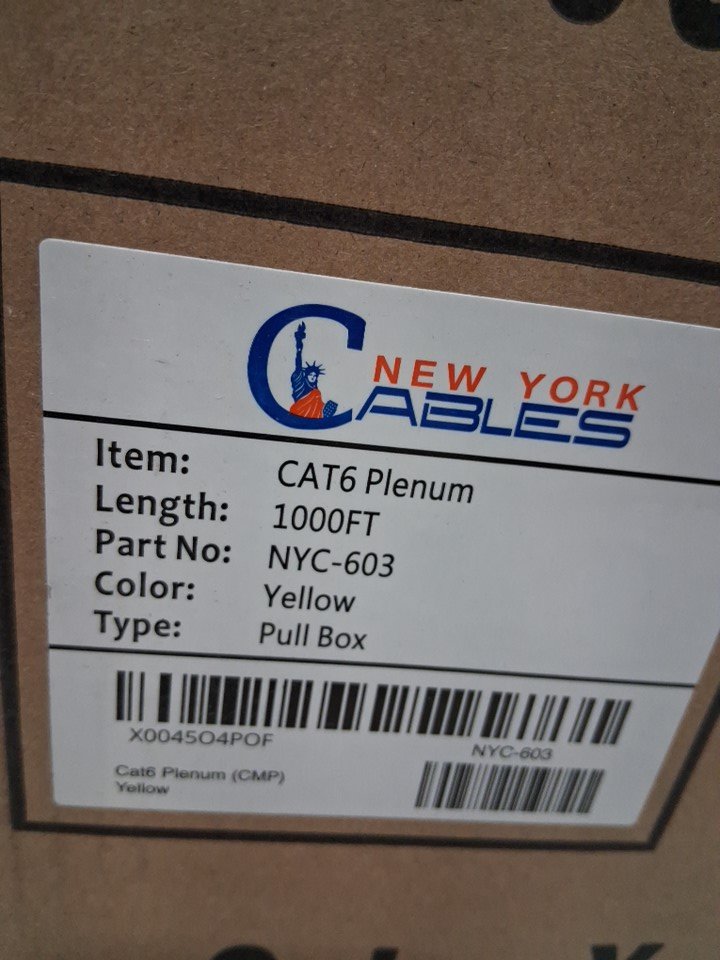 NEW YORK
CABLES
Item: CAT6 Plenum
Length: 1000FT
Part No: NYC-603
Color: Yellow
Type: Pull Box
X0045O4POF
NYC-603
Cat6 Plenum (CMP)
Yellow